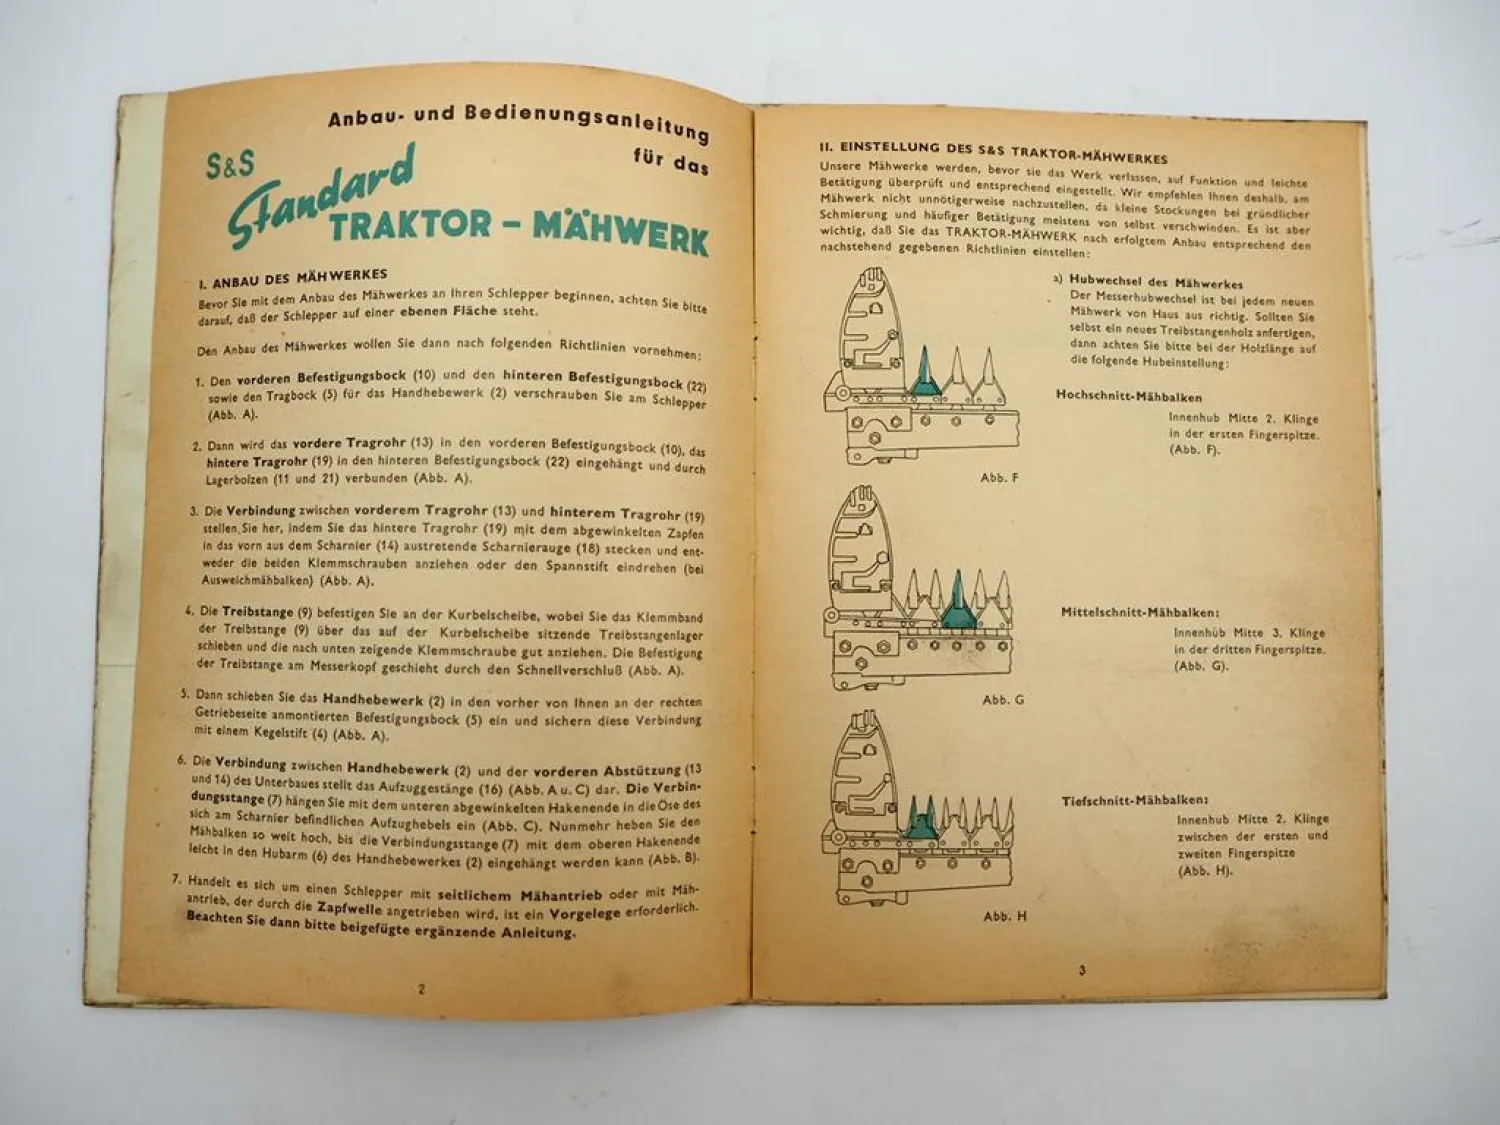 Anbau- und Bedienungsanleitung
für das
S&S
Standard
TRAKTOR – MÄHWERK
I. ANBAU DES MÄHWERKES
Bevor Sie mit dem Anbau des Mähwerkes an Ihren Schlepper beginnen, achten Sie bitte
darauf, daß der Schlepper auf einer ebenen Fläche steht.
Den Anbau des Mähwerkes wollen Sie dann nach folgenden Richtlinien vornehmen:
1. Den vorderen Befestigungsbock (10) und den hinteren Befestigungsbock (22)
sowie den Tragbock (5) für das Handhebewerk (2) verschrauben Sie am Schlepper
(Abb. A).
2. Dann wird das vordere Tragrohr (13) in den vorderen Befestigungsbock (10), das
hintere Tragrohr (19) in den hinteren Befestigungsbock (22) eingehängt und durch
Lagerbolzen (11 und 21) verbunden (Abb. A).
3. Die Verbindung zwischen vorderem Tragrohr (13) und hinterem Tragrohr (19)
stellen Sie her, indem Sie das hintere Tragrohr (19) mit dem abgewinkelten Zapfen
in das vorn aus dem Scharnier (14) austretende Scharnierauge (18) stecken und ent-
weder die beiden Klemmschrauben anziehen oder den Spannstift eindrehen (bei
Ausweichmähbalken) (Abb. A).
4. Die Treibstange (9) befestigen Sie an der Kurbelscheibe, wobei Sie das Klemmband
der Treibstange (9) über das auf der Kurbelscheibe sitzende Treibstangenlager
schieben und die nach unten zeigende Klemmschraube gut anziehen. Die Befestigung
der Treibstange am Messerkopf geschieht durch den Schnellverschluß (Abb. A).
5. Dann schieben Sie das Handhebewerk (2) in den vorher von Ihnen an der rechten
Getriebeseite anmontierten Befestigungsbock (5) ein und sichern diese Verbindung
mit einem Kegelstift (4) (Abb. A).
6. Die Verbindung zwischen Handhebewerk (2) und der vorderen Abstützung (13
und 14) des Unterbaues stellt das Aufzuggestänge (16) (Abb. A u. C) dar. Die Verbin-
dungsstange (7) hängen Sie mit dem unteren abgewinkelten Hakenende in die Öse des
sich am Scharnier befindlichen Aufzughebels ein (Abb. C). Nunmehr heben Sie den
Mähbalken so weit hoch, bis die Verbindungsstange (7) mit dem oberen Hakenende
leicht in den Hubarm (6) des Handhebewerkes (2) eingehängt werden kann (Abb. B).
7. Handelt es sich um einen Schlepper mit seitlichem Mähantrieb oder mit Mäh-
antrieb, der durch die Zapfwelle angetrieben wird, ist ein Vorgelege erforderlich.
Beachten Sie dann bitte beigefügte ergänzende Anleitung.
2
II. EINSTELLUNG DES S&S TRAKTOR-MÄHWERKES
Unsere Mähwerke werden, bevor sie das Werk verlassen, auf Funktion und leichte
Betätigung überprüft und entsprechend eingestellt. Wir empfehlen Ihnen deshalb, am
Mähwerk nicht unnötigerweise nachzustellen, da kleine Stockungen bei gründlicher
Schmierung und häufiger Betätigung meistens von selbst verschwinden. Es ist aber
wichtig, daß Sie das TRAKTOR-MÄHWERK nach erfolgtem Anbau entsprechend den
nachstehend gegebenen Richtlinien einstellen:
a) Hubwechsel des Mähwerkes
Der Messerhubwechsel ist bei jedem neuen
Mähwerk von Haus aus richtig. Sollten Sie
selbst ein neues Treibstangenholz anfertigen,
dann achten Sie bitte bei der Holzlänge auf
die folgende Hubeinstellung:
Hochschnitt-Mähbalken
Innenhub Mitte 2. Klinge
in der ersten Fingerspitze.
(Abb. F).
Abb. F
Mittelschnitt-Mähbalken:
Innenhüb Mitte 3. Klinge
in der dritten Fingerspitze.
(Abb. G).
Abb. G
Tiefschnitt-Mähbalken:
Innenhub Mitte 2. Klinge
zwischen der ersten und
zweiten Fingerspitze
(Abb. H).
Abb. H
3